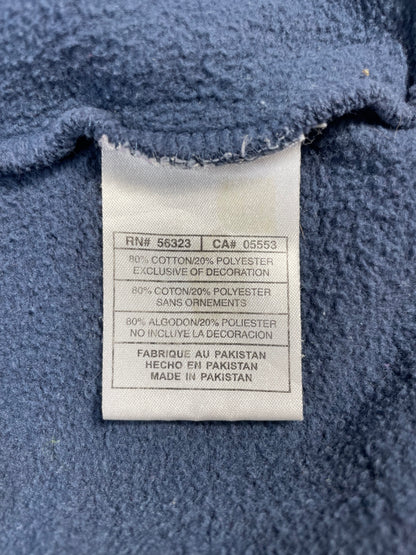 RN# 56323 | CA# 05553
80% COTTON/20% POLYESTER
EXCLUSIVE OF DECORATION
80% COTON/20% POLYESTER
SANS ORNEMENTS
80% ALGODON/20% POLIESTER
NO INCLUYE LA DECORACION
FABRIQUE AU PAKISTAN
HECHO EN PAKISTAN
MADE IN PAKISTAN